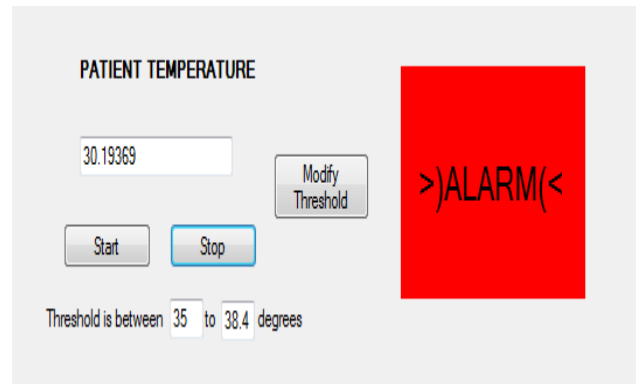 PATIENT TEMPERATURE
30.19369
Modify
Threshold
>)ALARM(<
Start
Stop
Threshold is between 35 to 38.4 degrees